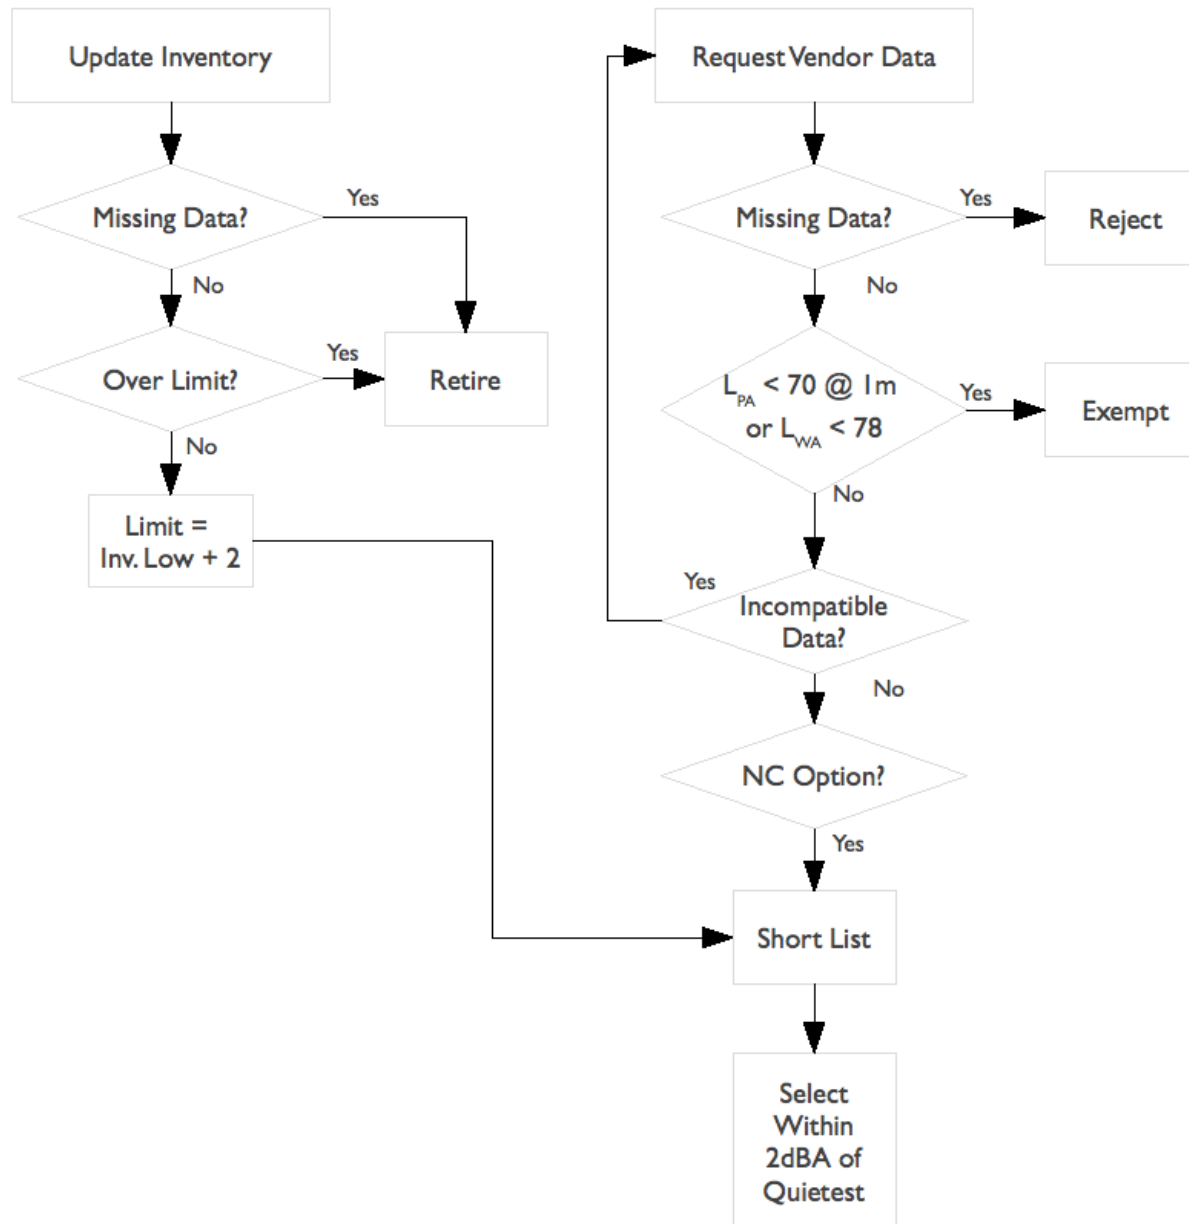 Update Inventory
Missing Data?
Yes
No
Over Limit?
Yes
Retire
No
Limit =
Inv. Low + 2
Request Vendor Data
Missing Data?
Yes
Reject
No
L_PA < 70 @ 1m
or L_WA < 78
Yes
Exempt
No
Yes
Incompatible
Data?
No
NC Option?
Yes
Short List
Select
Within
2dBA of
Quietest